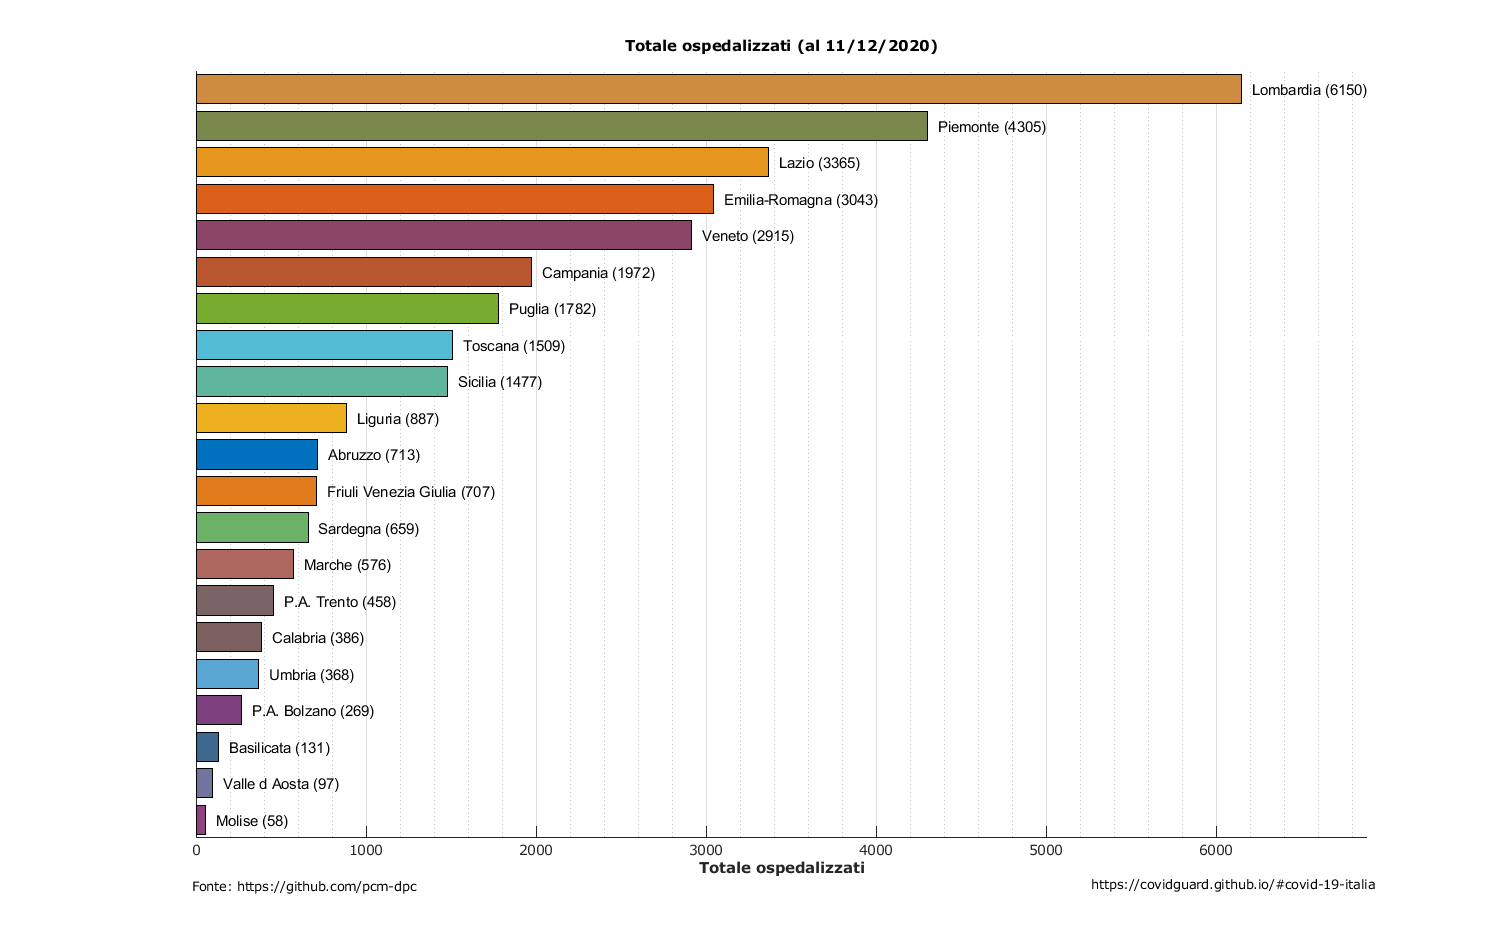 Totale ospedalizzati (al 11/12/2020)
Lombardia (6150)
Piemonte (4305)
Lazio (3365)
Emilia-Romagna (3043)
Veneto (2915)
Campania (1972)
Puglia (1782)
Toscana (1509)
Sicilia (1477)
Liguria (887)
Abruzzo (713)
Friuli Venezia Giulia (707)
Sardegna (659)
Marche (576)
P.A. Trento (458)
Calabria (386)
Umbria (368)
P.A. Bolzano (269)
Basilicata (131)
Valle d Aosta (97)
Molise (58)
0 1000 2000 3000 4000 5000 6000
Totale ospedalizzati
Fonte: https://github.com/pcm-dpc
https://covidguard.github.io/#covid-19-italia